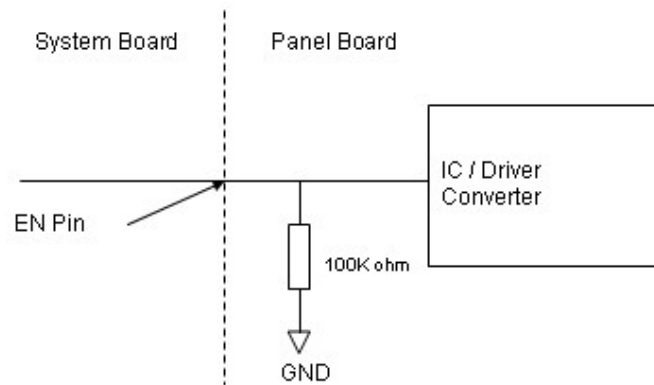 System Board
Panel Board
IC / Driver
Converter
EN Pin
100K ohm
GND